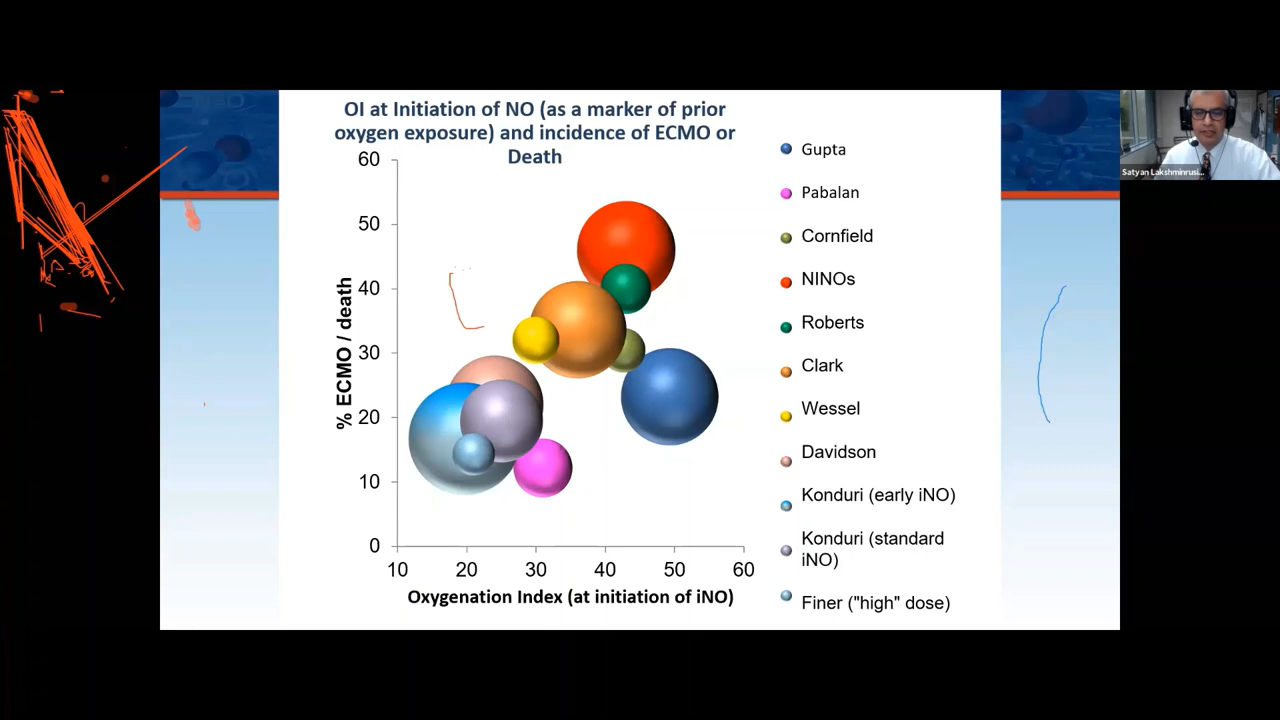 OI at Initiation of NO (as a marker of prior
oxygen exposure) and incidence of ECMO or
Death
60
50
40
30
20
10
0
% ECMO / death
10 20 30 40 50 60
Oxygenation Index (at initiation of iNO)
Gupta
Pabalan
Cornfield
NINOs
Roberts
Clark
Wessel
Davidson
Konduri (early iNO)
Konduri (standard
iNO)
Finer ("high" dose)
Satyan Lakshminrusi...